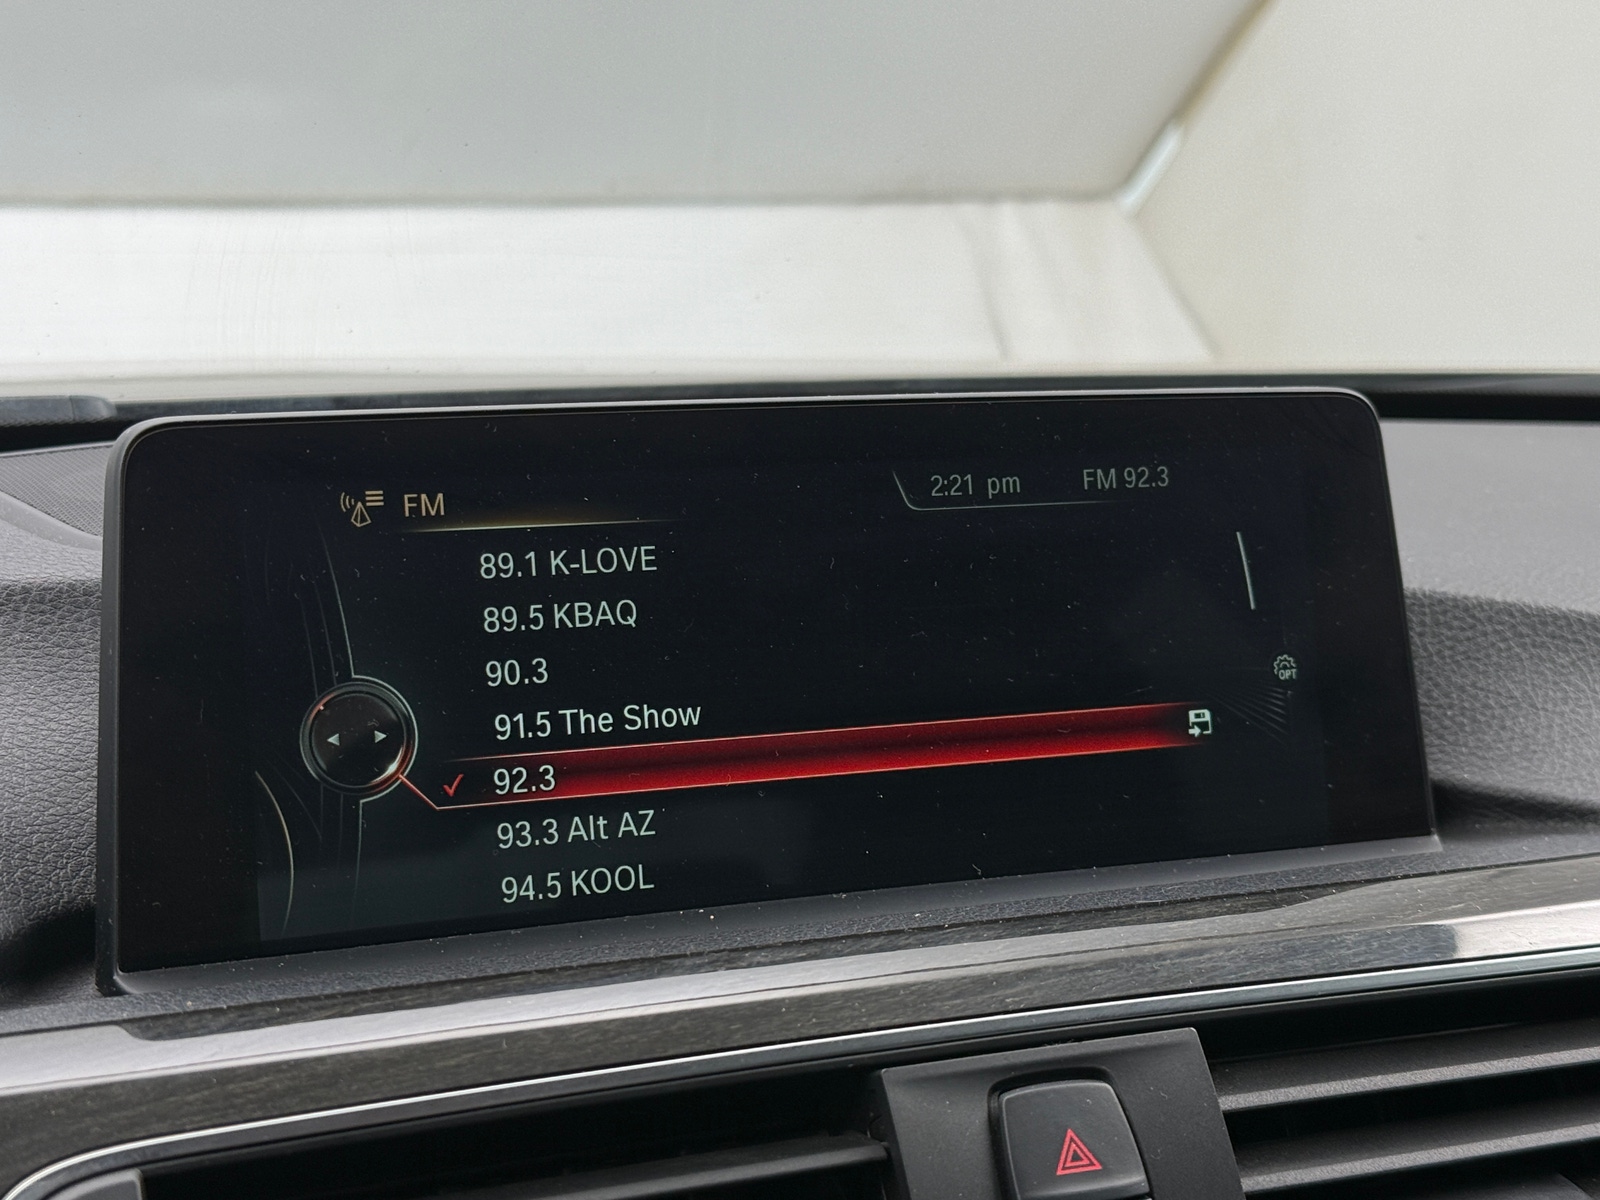 FM
2:21 pm FM 92.3
89.1 K-LOVE
89.5 KBAQ
90.3
OPT
91.5 The Show
92.3
93.3 Alt AZ
94.5 KOOL